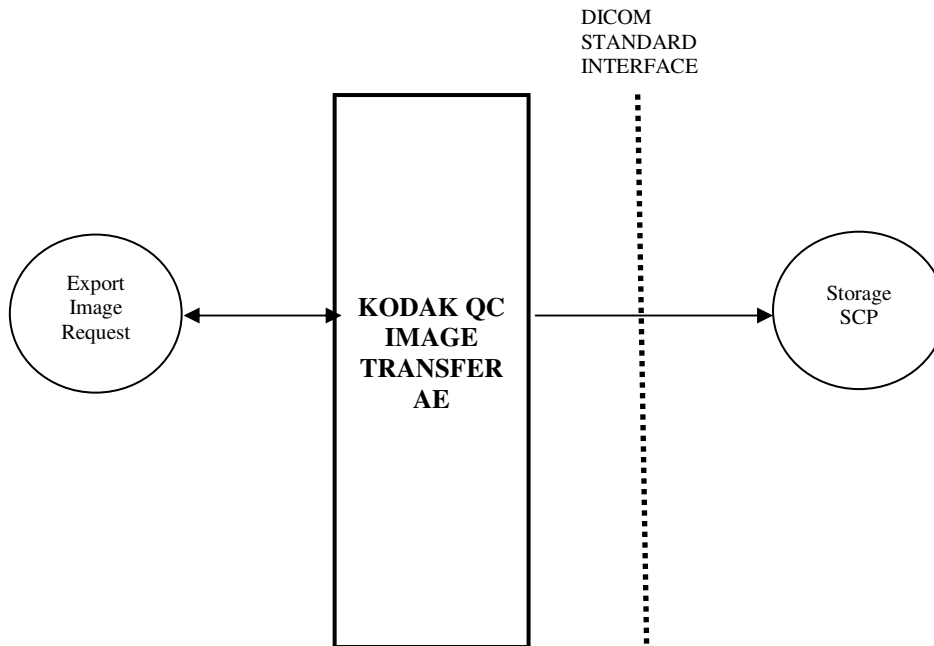 DICOM
STANDARD
INTERFACE
Export
Image
Request
KODAK QC
IMAGE
TRANSFER
AE
Storage
SCP